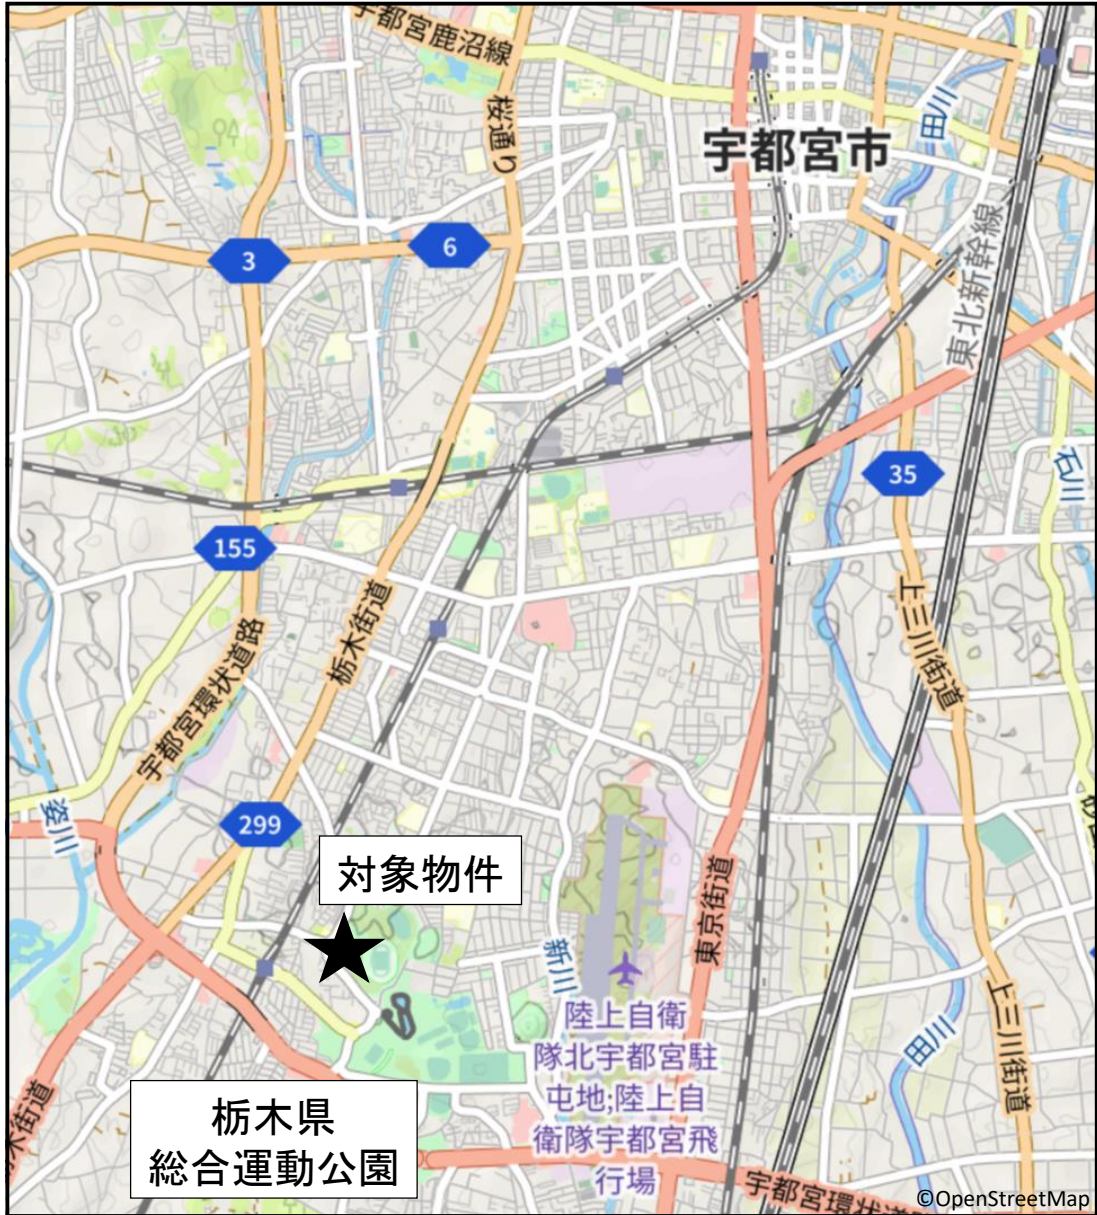 宇都宮鹿沼線
桜通り
田川
宇都宮市
6
3
東北新幹線
35
石川
155
上三川街道
栃木街道
宇都宮環状道路
姿川
299
対象物件
東京街道
新川
陸上自衛
隊北宇都宮駐
屯地;陸上自
衛隊宇都宮飛
行場
上三川街道
田川
木街道
栃木県
総合運動公園
宇都宮環状道
©OpenStreetMap